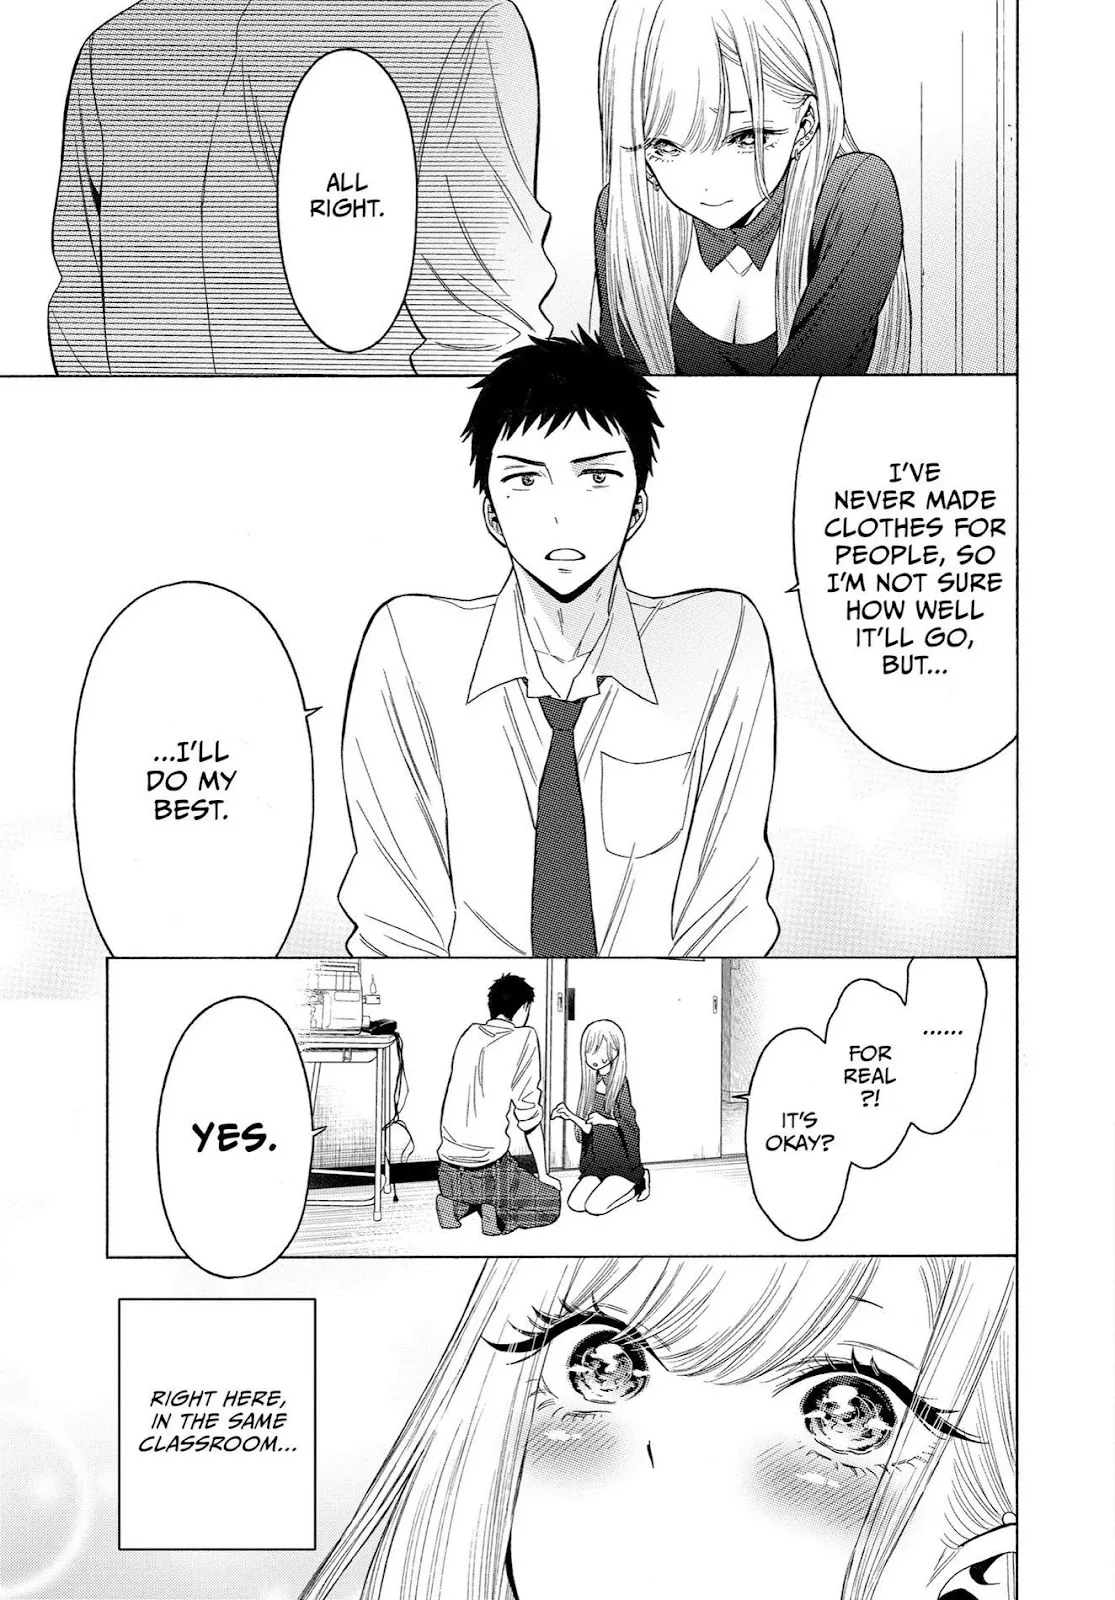 ALL
RIGHT.
I'VE
NEVER MADE
CLOTHES FOR
PEOPLE, SO
I'M NOT SURE
HOW WELL
IT'LL GO,
BUT...
...I'LL
DO MY
BEST.
......
FOR
REAL
?!
IT'S
OKAY?
YES.
RIGHT HERE,
IN THE SAME
CLASSROOM...